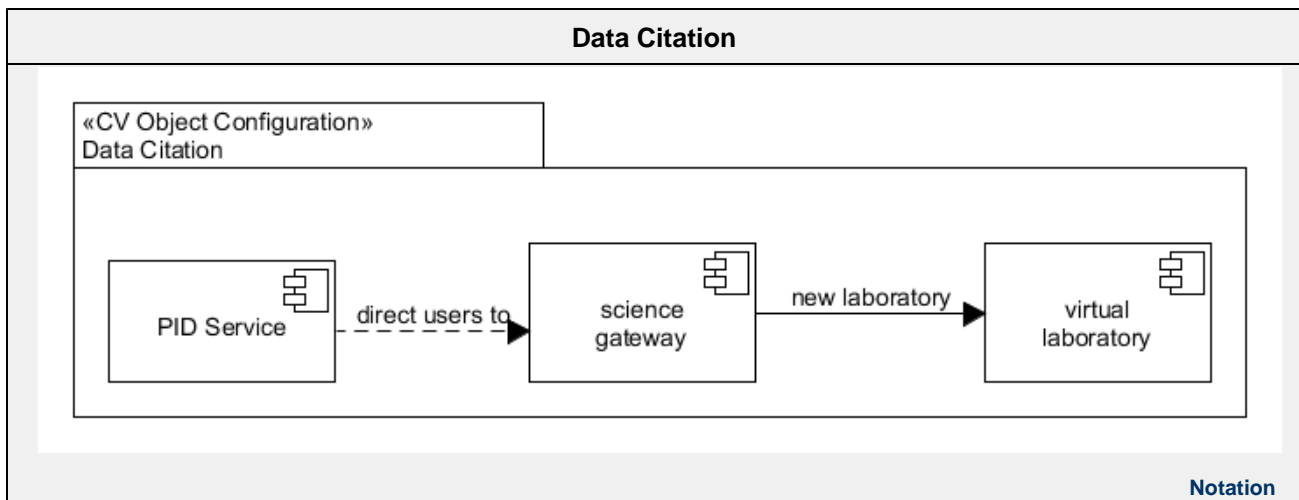 Data Citation
«CV Object Configuration»
Data Citation
PID Service
direct users to
science
gateway
new laboratory
virtual
laboratory
Notation